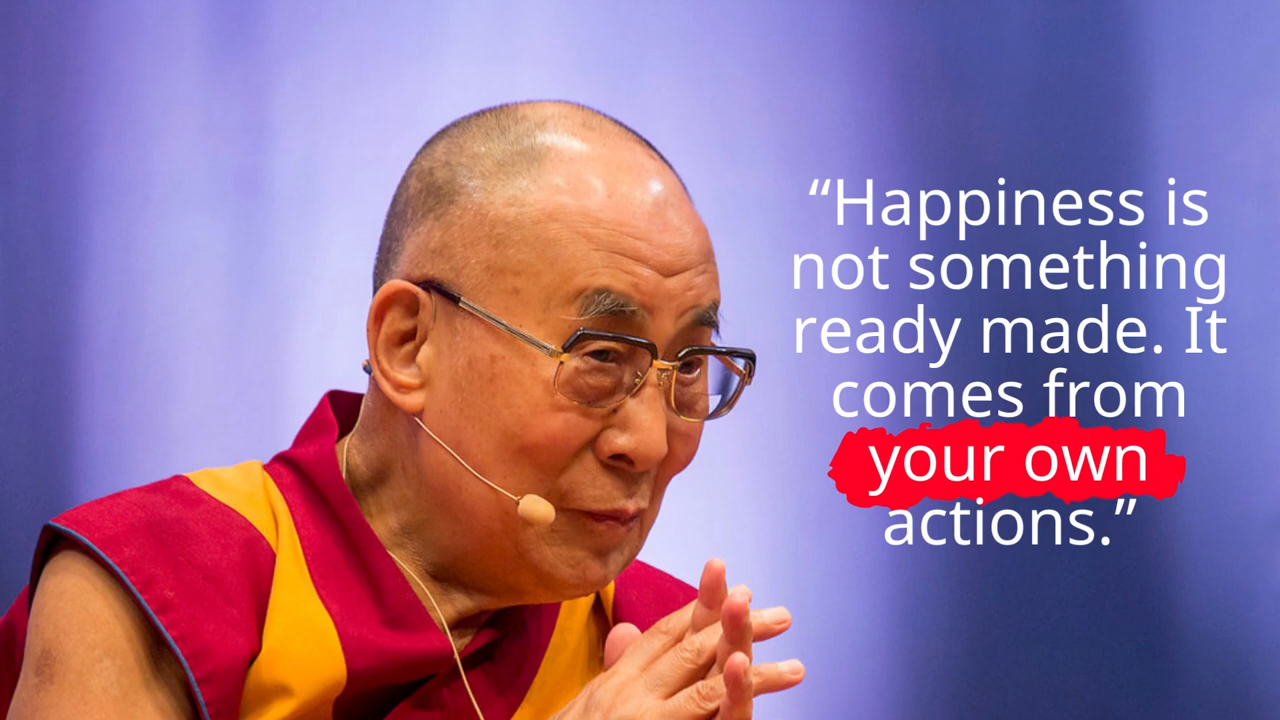 “Happiness is
not something
ready made. It
comes from
your own
actions.”